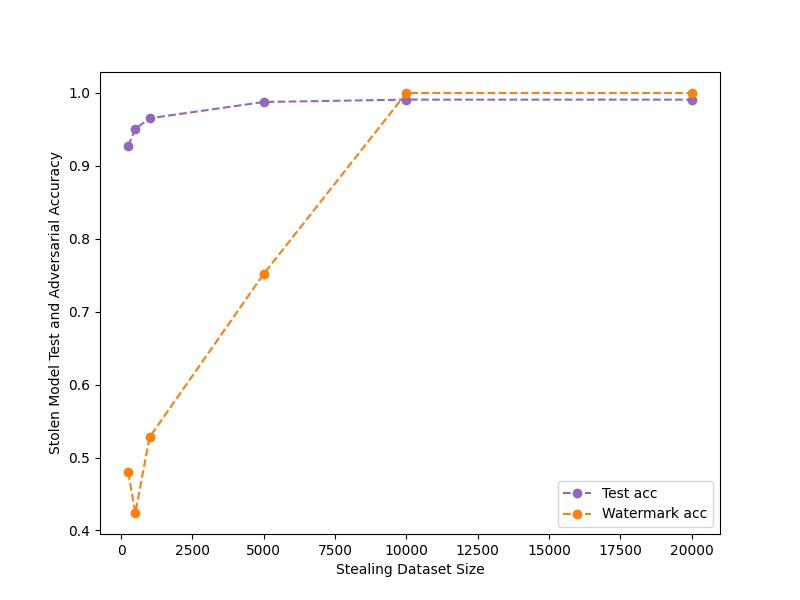 1.0
0.9
0.8
0.7
0.6
0.5
0.4
Stolen Model Test and Adversarial Accuracy
Test acc
Watermark acc
0 2500 5000 7500 10000 12500 15000 17500 20000
Stealing Dataset Size